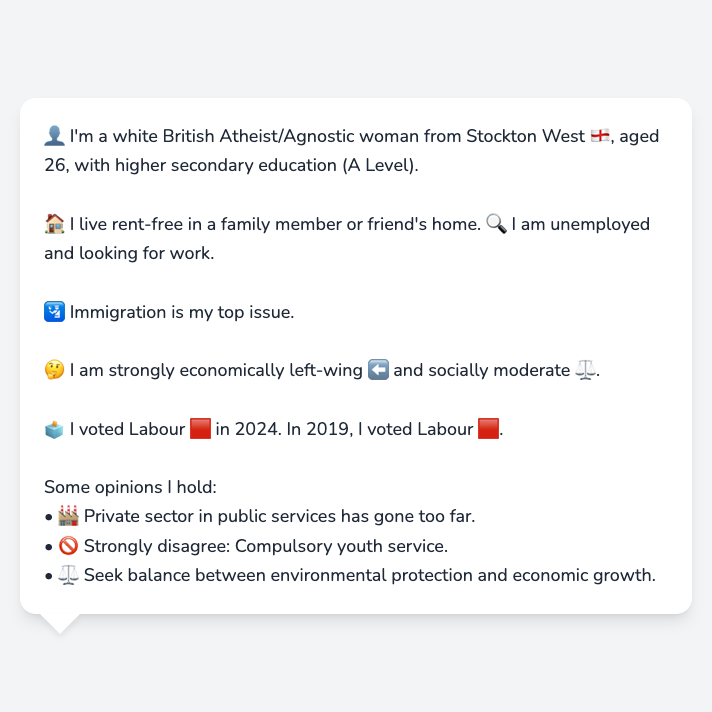 👤 I'm a white British Atheist/Agnostic woman from Stockton West 🏴󠁧󠁢󠁥󠁮󠁧󠁿, aged
26, with higher secondary education (A Level).
🏠 I live rent-free in a family member or friend's home. 🔍 I am unemployed
and looking for work.
🛂 Immigration is my top issue.
🤔 I am strongly economically left-wing ⬅️ and socially moderate ⚖️.
🗳️ I voted Labour 🟥 in 2024. In 2019, I voted Labour 🟥.
Some opinions I hold:
• 🏭 Private sector in public services has gone too far.
• 🚫 Strongly disagree: Compulsory youth service.
• ⚖️ Seek balance between environmental protection and economic growth.